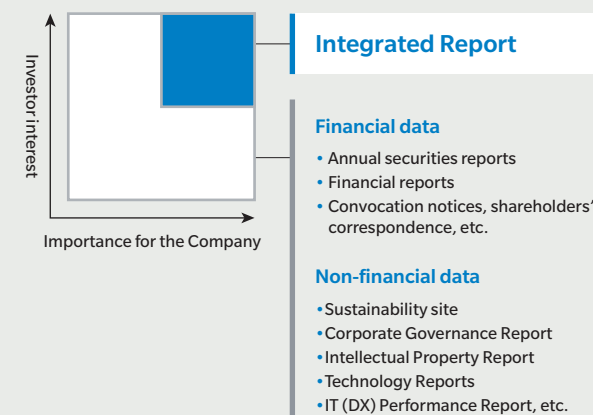 Investor interest
Importance for the Company
Integrated Report
Financial data
• Annual securities reports
• Financial reports
• Convocation notices, shareholders’
correspondence, etc.
Non-financial data
•Sustainability site
•Corporate Governance Report
•Intellectual Property Report
•Technology Reports
•IT (DX) Performance Report, etc.